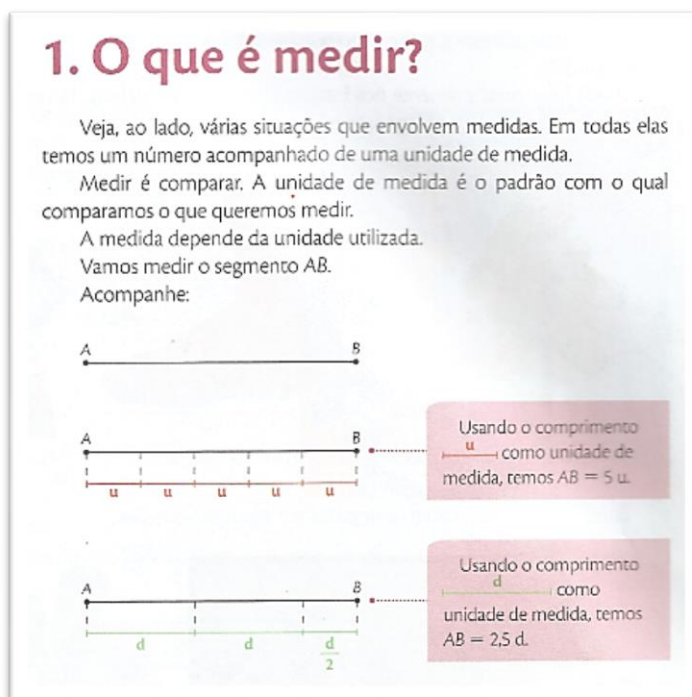 1. O que é medir?
Veja, ao lado, várias situações que envolvem medidas. Em todas elas
temos um número acompanhado de uma unidade de medida.
Medir é comparar. A unidade de medida é o padrão com o qual
comparamos o que queremos medir.
A medida depende da unidade utilizada.
Vamos medir o segmento AB.
Acompanhe:
A B
A B
u u u u u
Usando o comprimento
u como unidade de
medida, temos AB = 5 u.
A B
d d d/2
Usando o comprimento
d como
unidade de medida, temos
AB = 2,5 d.